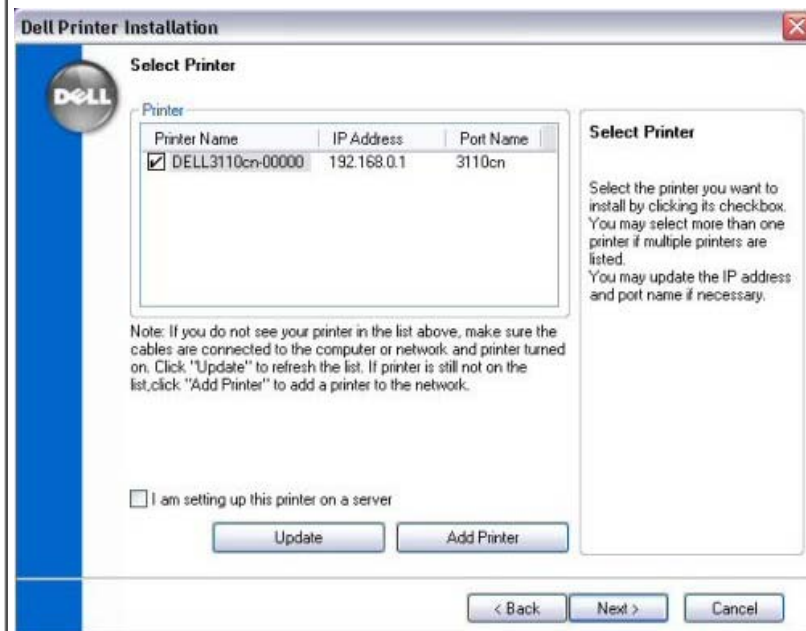 Dell Printer Installation
DELL
Select Printer
Printer
Printer Name IP Address Port Name
DELL3110cn-00000 192.168.0.1 3110cn
Note: If you do not see your printer in the list above, make sure the
cables are connected to the computer or network and printer turned
on. Click "Update" to refresh the list. If printer is still not on the
list,click "Add Printer" to add a printer to the network.
I am setting up this printer on a server
Update Add Printer
Select Printer
Select the printer you want to
install by clicking its checkbox.
You may select more than one
printer if multiple printers are
listed.
You may update the IP address
and port name if necessary.
< Back Next > Cancel